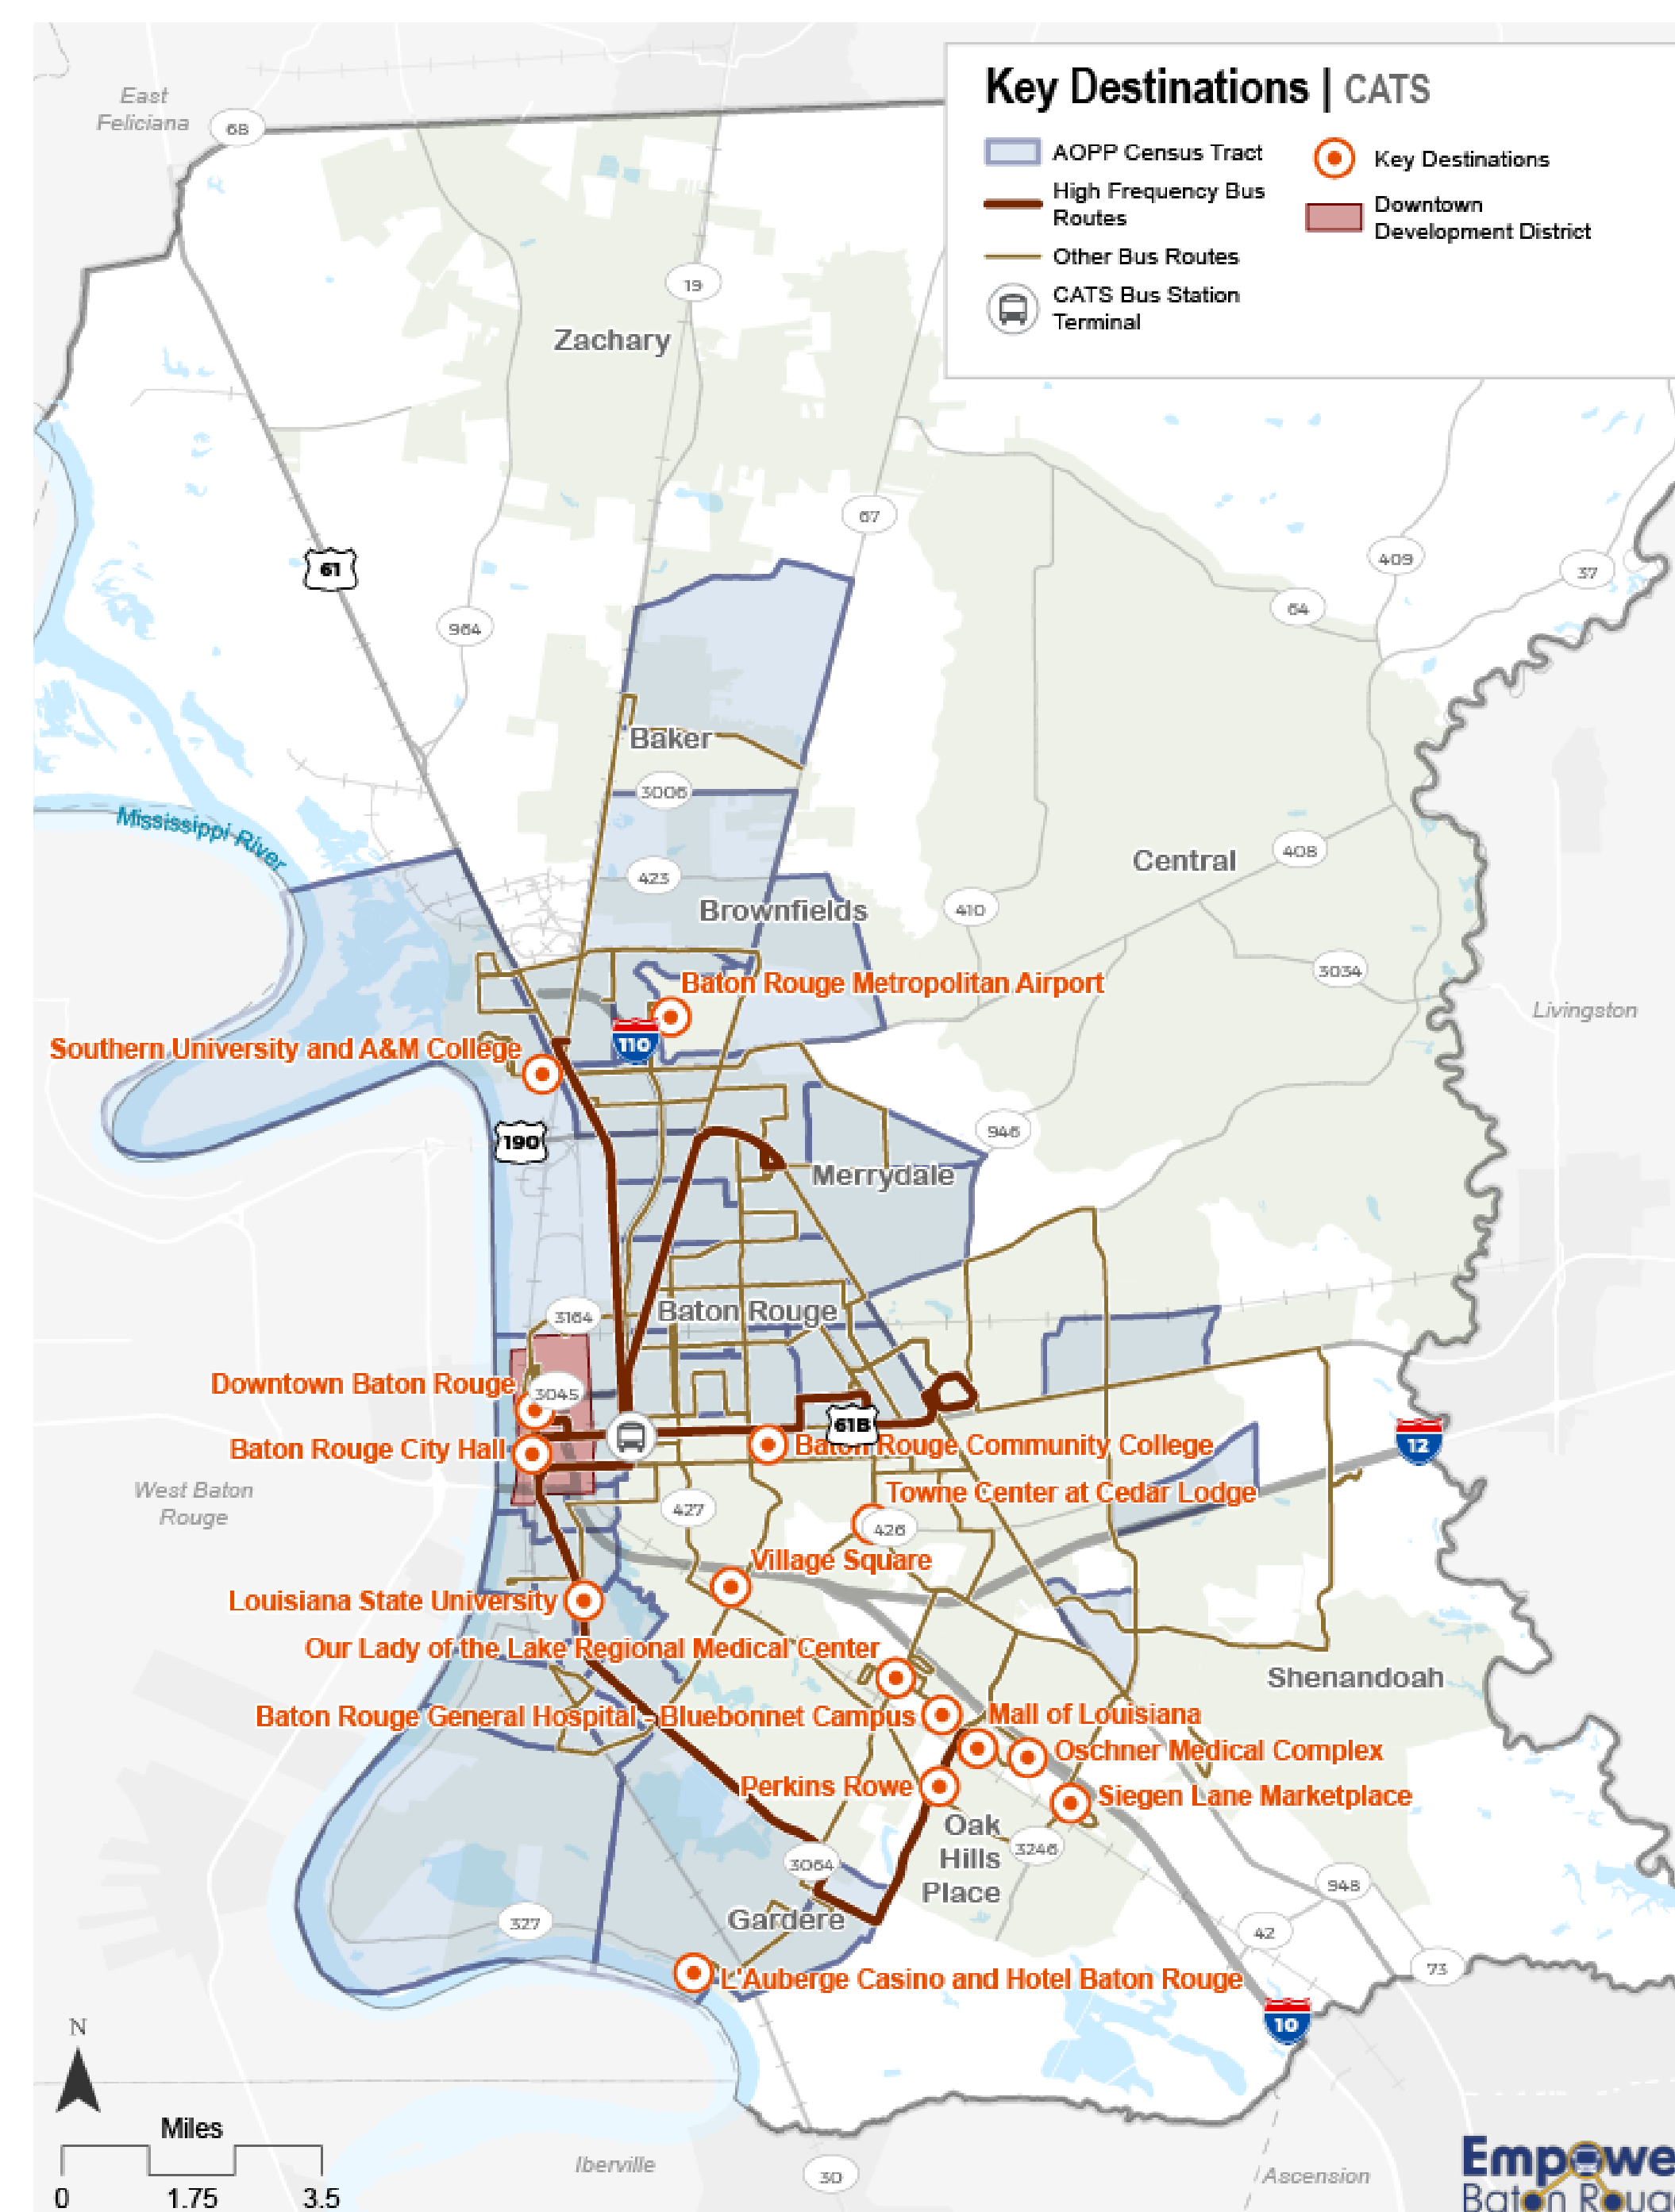 Key Destinations | CATS
AOPP Census Tract
High Frequency Bus
Routes
Other Bus Routes
CATS Bus Station
Terminal
Key Destinations
Downtown
Development District
East
Feliciana
68
19
Zachary
67
61
409
37
64
964
Baker
3006
Mississippi River
423
Central
408
Brownfields
410
3034
Baton Rouge Metropolitan Airport
Livingston
110
Southern University and A&M College
190
946
Merrydale
3164
Baton Rouge
Downtown Baton Rouge
3045
61B
Baton Rouge City Hall
Baton Rouge Community College
12
West Baton
Rouge
Towne Center at Cedar Lodge
427
426
Village Square
Louisiana State University
Our Lady of the Lake Regional Medical Center
Shenandoah
Baton Rouge General Hospital - Bluebonnet Campus
Mall of Louisiana
Oschner Medical Complex
Perkins Rowe
Siegen Lane Marketplace
Oak
Hills
Place
3246
3064
948
Gardere
327
42
73
L'Auberge Casino and Hotel Baton Rouge
10
N
Miles
0 1.75 3.5
Iberville
30
Ascension
Empowe
Baton Roug